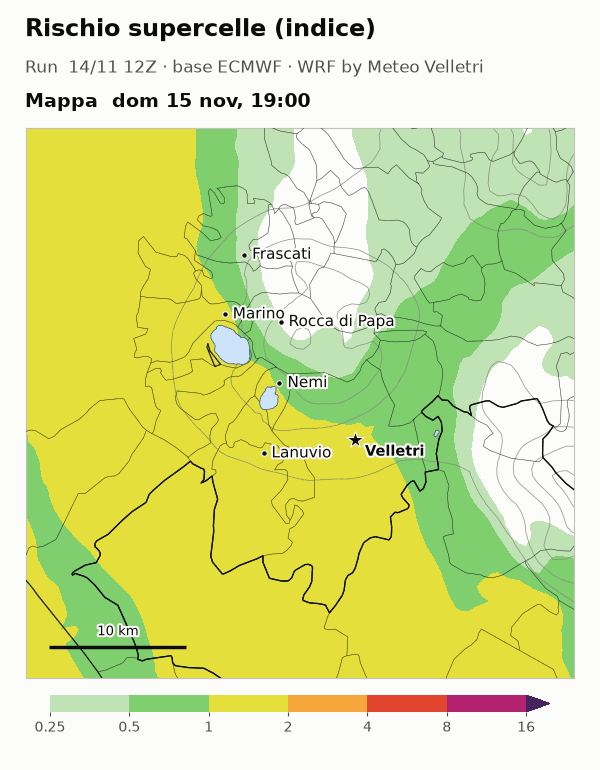 Rischio supercelle (indice)
Run  14/11 12Z · base ECMWF · WRF by Meteo Velletri
Mappa  dom 15 nov, 19:00
Frascati
Marino
Rocca di Papa
Nemi
Velletri
Lanuvio
10 km
0.25 0.5 1 2 4 8 16